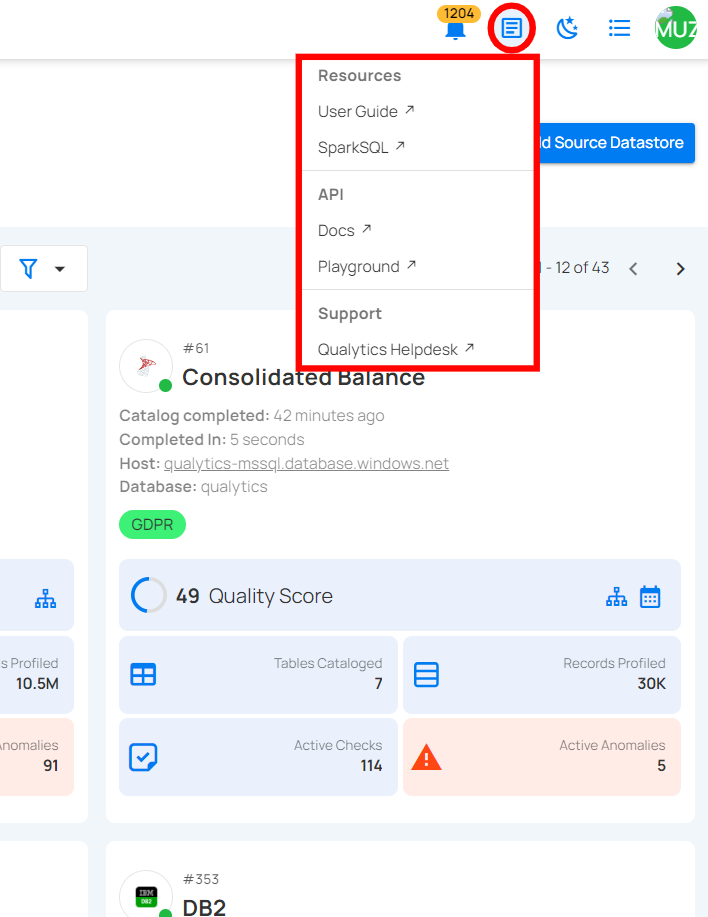 1204
MUZ
Resources
User Guide
SparkSQL
API
Docs
Playground
Support
Qualytics Helpdesk
Source Datastore
- 12 of 43
#61
Consolidated Balance
Catalog completed: 42 minutes ago
Completed In: 5 seconds
Host: qualytics-mssql.database.windows.net
Database: qualytics
GDPR
49 Quality Score
s Profiled
10.5M
Tables Cataloged
7
Records Profiled
30K
Anomalies
91
Active Checks
114
Active Anomalies
5
#353
IBM
DB2
DB2